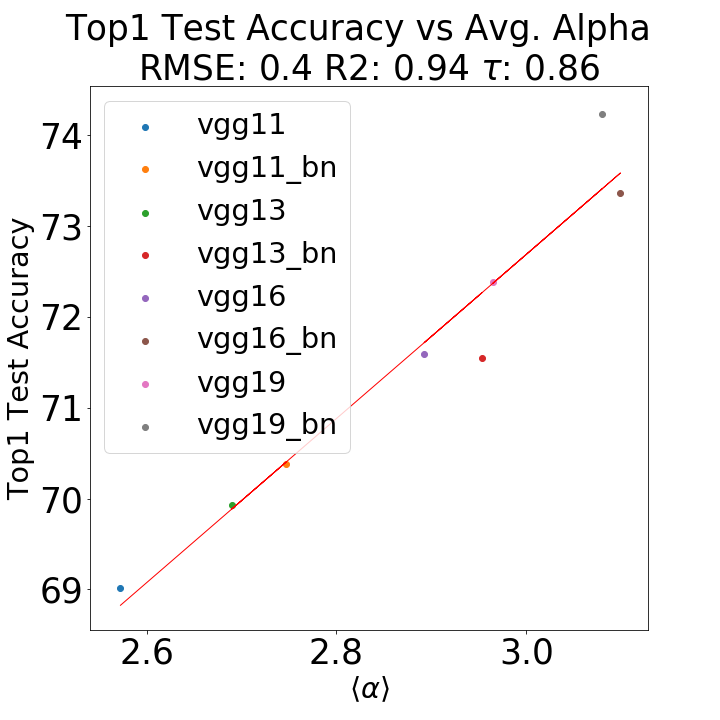 Top1 Test Accuracy vs Avg. Alpha
RMSE: 0.4 R2: 0.94 τ: 0.86
vgg11
vgg11_bn
vgg13
vgg13_bn
vgg16
vgg16_bn
vgg19
vgg19_bn
74
73
72
71
70
69
Top1 Test Accuracy
2.6 2.8 3.0
⟨α⟩